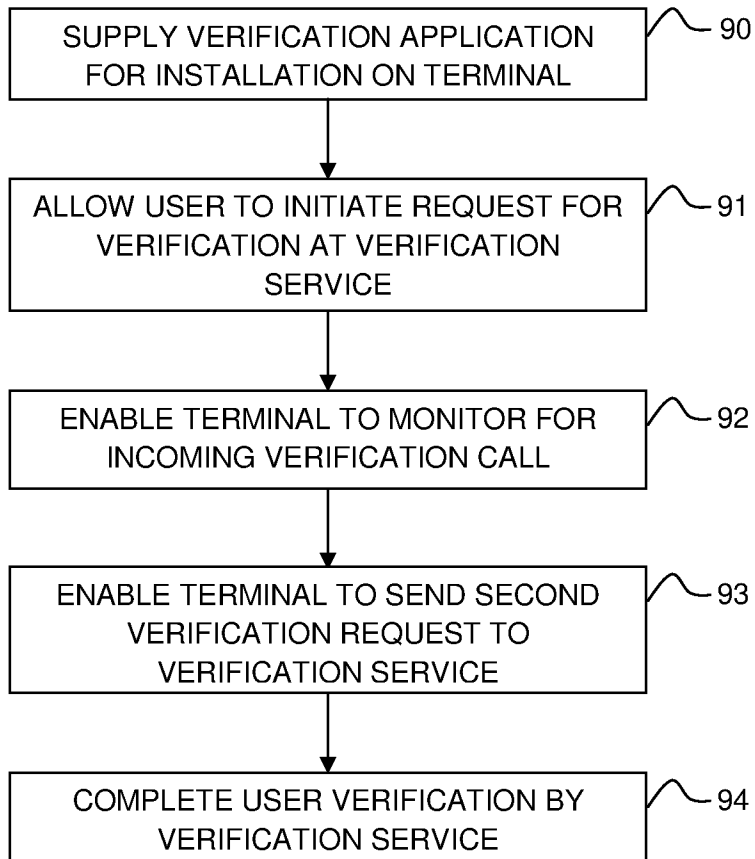 SUPPLY VERIFICATION APPLICATION
FOR INSTALLATION ON TERMINAL
90
ALLOW USER TO INITIATE REQUEST FOR
VERIFICATION AT VERIFICATION
SERVICE
91
ENABLE TERMINAL TO MONITOR FOR
INCOMING VERIFICATION CALL
92
ENABLE TERMINAL TO SEND SECOND
VERIFICATION REQUEST TO
VERIFICATION SERVICE
93
COMPLETE USER VERIFICATION BY
VERIFICATION SERVICE
94